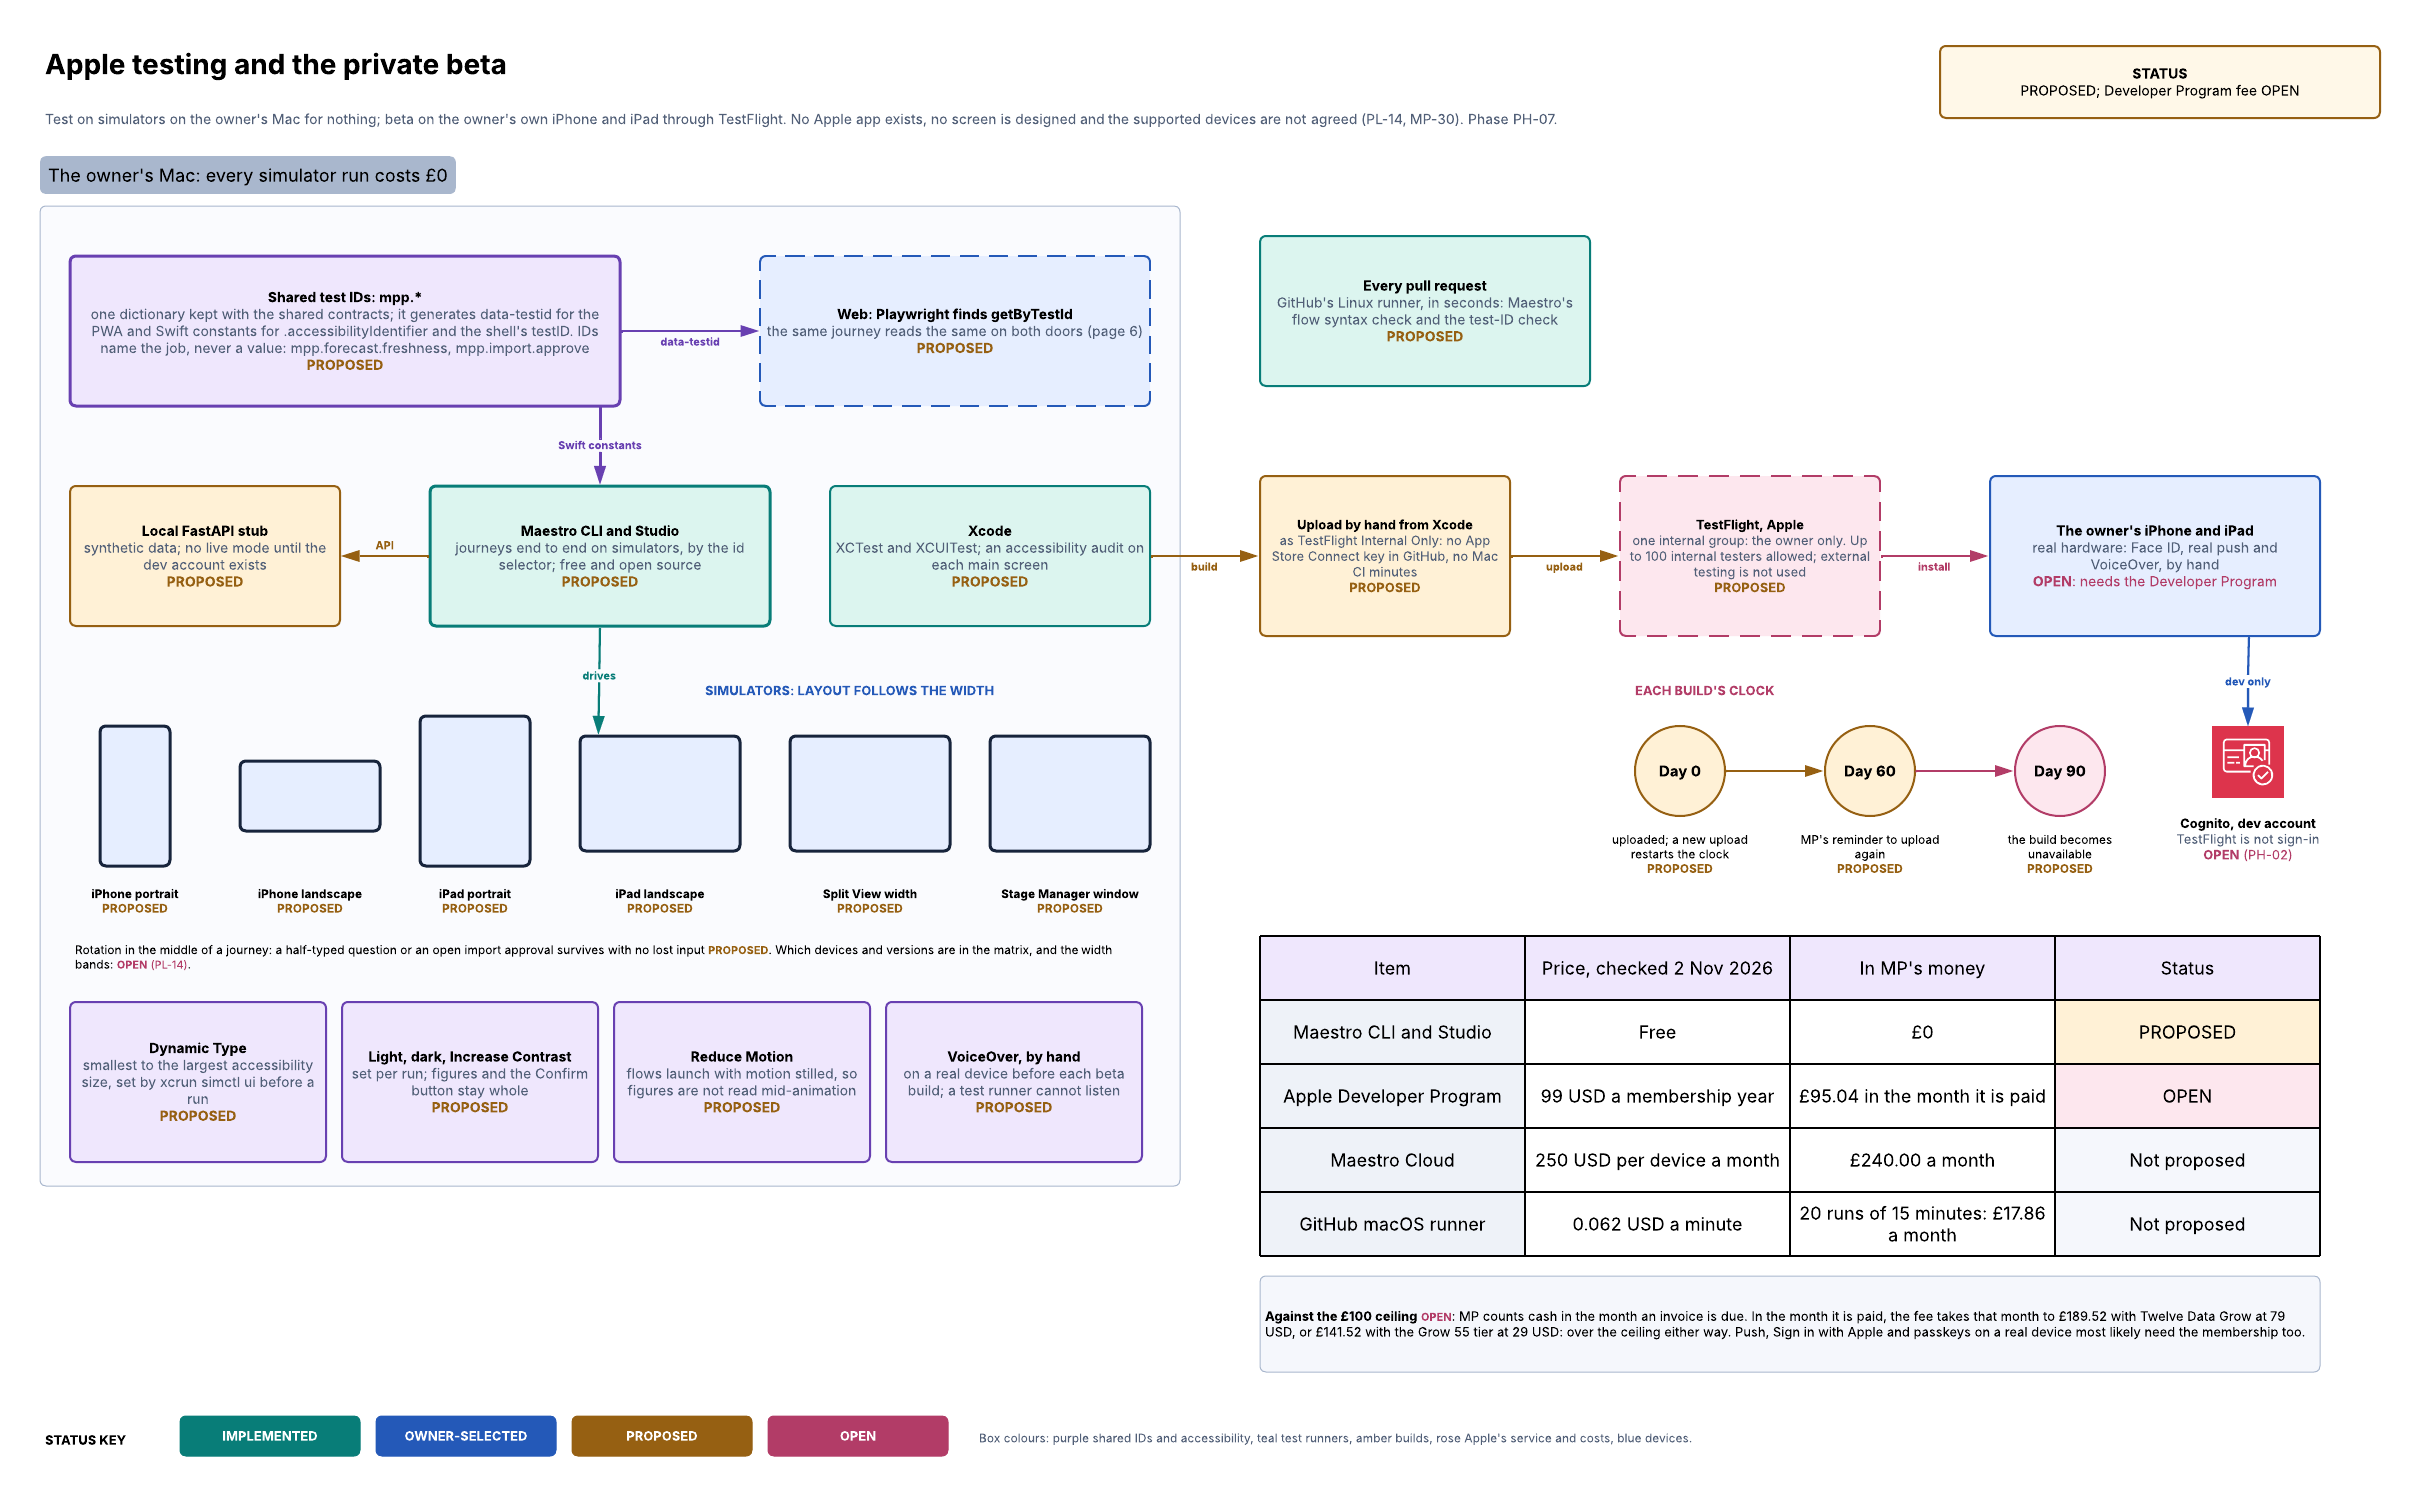 Apple testing and the private beta
STATUS
PROPOSED; Developer Program fee OPEN
Test on simulators on the owner's Mac for nothing; beta on the owner's own iPhone and iPad through TestFlight. No Apple app exists, no screen is designed and the supported devices are not agreed (PL-14, MP-30). Phase PH-07.
The owner's Mac: every simulator run costs £0
Shared test IDs: mpp.*
one dictionary kept with the shared contracts; it generates data-testid for the
PWA and Swift constants for .accessibilityIdentifier and the shell's testID. IDs
name the job, never a value: mpp.forecast.freshness, mpp.import.approve
PROPOSED
data-testid
Web: Playwright finds getByTestId
the same journey reads the same on both doors (page 6)
PROPOSED
Every pull request
GitHub's Linux runner, in seconds: Maestro's
flow syntax check and the test-ID check
PROPOSED
Swift constants
Local FastAPI stub
synthetic data; no live mode until the
dev account exists
PROPOSED
API
Maestro CLI and Studio
journeys end to end on simulators, by the id
selector; free and open source
PROPOSED
Xcode
XCTest and XCUITest; an accessibility audit on
each main screen
PROPOSED
build
Upload by hand from Xcode
as TestFlight Internal Only: no App
Store Connect key in GitHub, no Mac
CI minutes
PROPOSED
upload
TestFlight, Apple
one internal group: the owner only. Up
to 100 internal testers allowed; external
testing is not used
PROPOSED
install
The owner's iPhone and iPad
real hardware: Face ID, real push and
VoiceOver, by hand
OPEN: needs the Developer Program
drives
SIMULATORS: LAYOUT FOLLOWS THE WIDTH
EACH BUILD'S CLOCK
dev only
Day 0
Day 60
Day 90
uploaded; a new upload
restarts the clock
PROPOSED
MP's reminder to upload
again
PROPOSED
the build becomes
unavailable
PROPOSED
Cognito, dev account
TestFlight is not sign-in
OPEN (PH-02)
iPhone portrait
PROPOSED
iPhone landscape
PROPOSED
iPad portrait
PROPOSED
iPad landscape
PROPOSED
Split View width
PROPOSED
Stage Manager window
PROPOSED
Rotation in the middle of a journey: a half-typed question or an open import approval survives with no lost input PROPOSED. Which devices and versions are in the matrix, and the width
bands: OPEN (PL-14).
Dynamic Type
smallest to the largest accessibility
size, set by xcrun simctl ui before a
run
PROPOSED
Light, dark, Increase Contrast
set per run; figures and the Confirm
button stay whole
PROPOSED
Reduce Motion
flows launch with motion stilled, so
figures are not read mid-animation
PROPOSED
VoiceOver, by hand
on a real device before each beta
build; a test runner cannot listen
PROPOSED
Item
Price, checked 2 Nov 2026
In MP's money
Status
Maestro CLI and Studio
Free
£0
PROPOSED
Apple Developer Program
99 USD a membership year
£95.04 in the month it is paid
OPEN
Maestro Cloud
250 USD per device a month
£240.00 a month
Not proposed
GitHub macOS runner
0.062 USD a minute
20 runs of 15 minutes: £17.86
a month
Not proposed
Against the £100 ceiling OPEN: MP counts cash in the month an invoice is due. In the month it is paid, the fee takes that month to £189.52 with Twelve Data Grow at 79
USD, or £141.52 with the Grow 55 tier at 29 USD: over the ceiling either way. Push, Sign in with Apple and passkeys on a real device most likely need the membership too.
STATUS KEY
IMPLEMENTED
OWNER-SELECTED
PROPOSED
OPEN
Box colours: purple shared IDs and accessibility, teal test runners, amber builds, rose Apple's service and costs, blue devices.